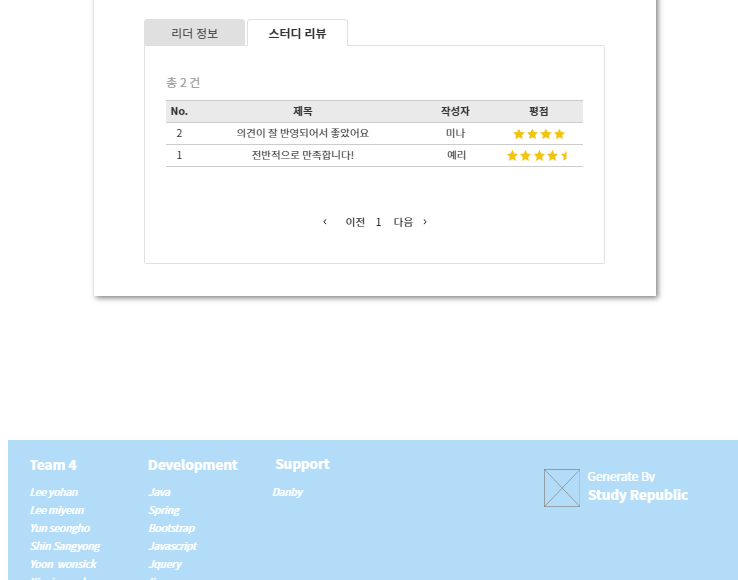 리더 정보 스터디 리뷰
총 2 건
No. 제목 작성자 평점
2 의견이 잘 반영되어서 좋았어요 미나
1 전반적으로 만족합니다! 예리
‹ 이전 1 다음 ›
Team 4 Development Support
Lee yohan Java Danby
Lee miyeun Spring
Yun seongho Bootstrap
Shin Sangyong Javascript
Yoon wonsick Jquery
Generate By
Study Republic